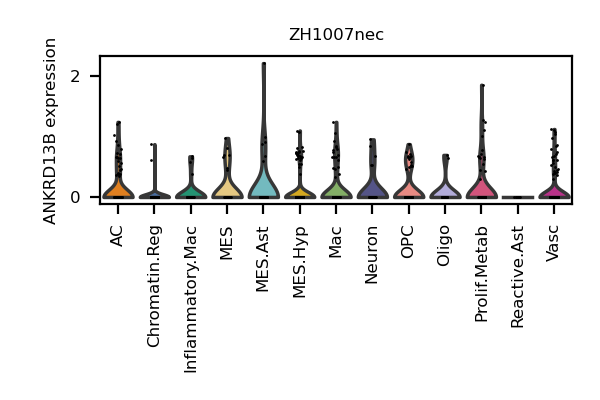 ZH1007nec
ANKRD13B expression
2
0
AC
Chromatin.Reg
Inflammatory.Mac
MES
MES.Ast
MES.Hyp
Mac
Neuron
OPC
Oligo
Prolif.Metab
Reactive.Ast
Vasc